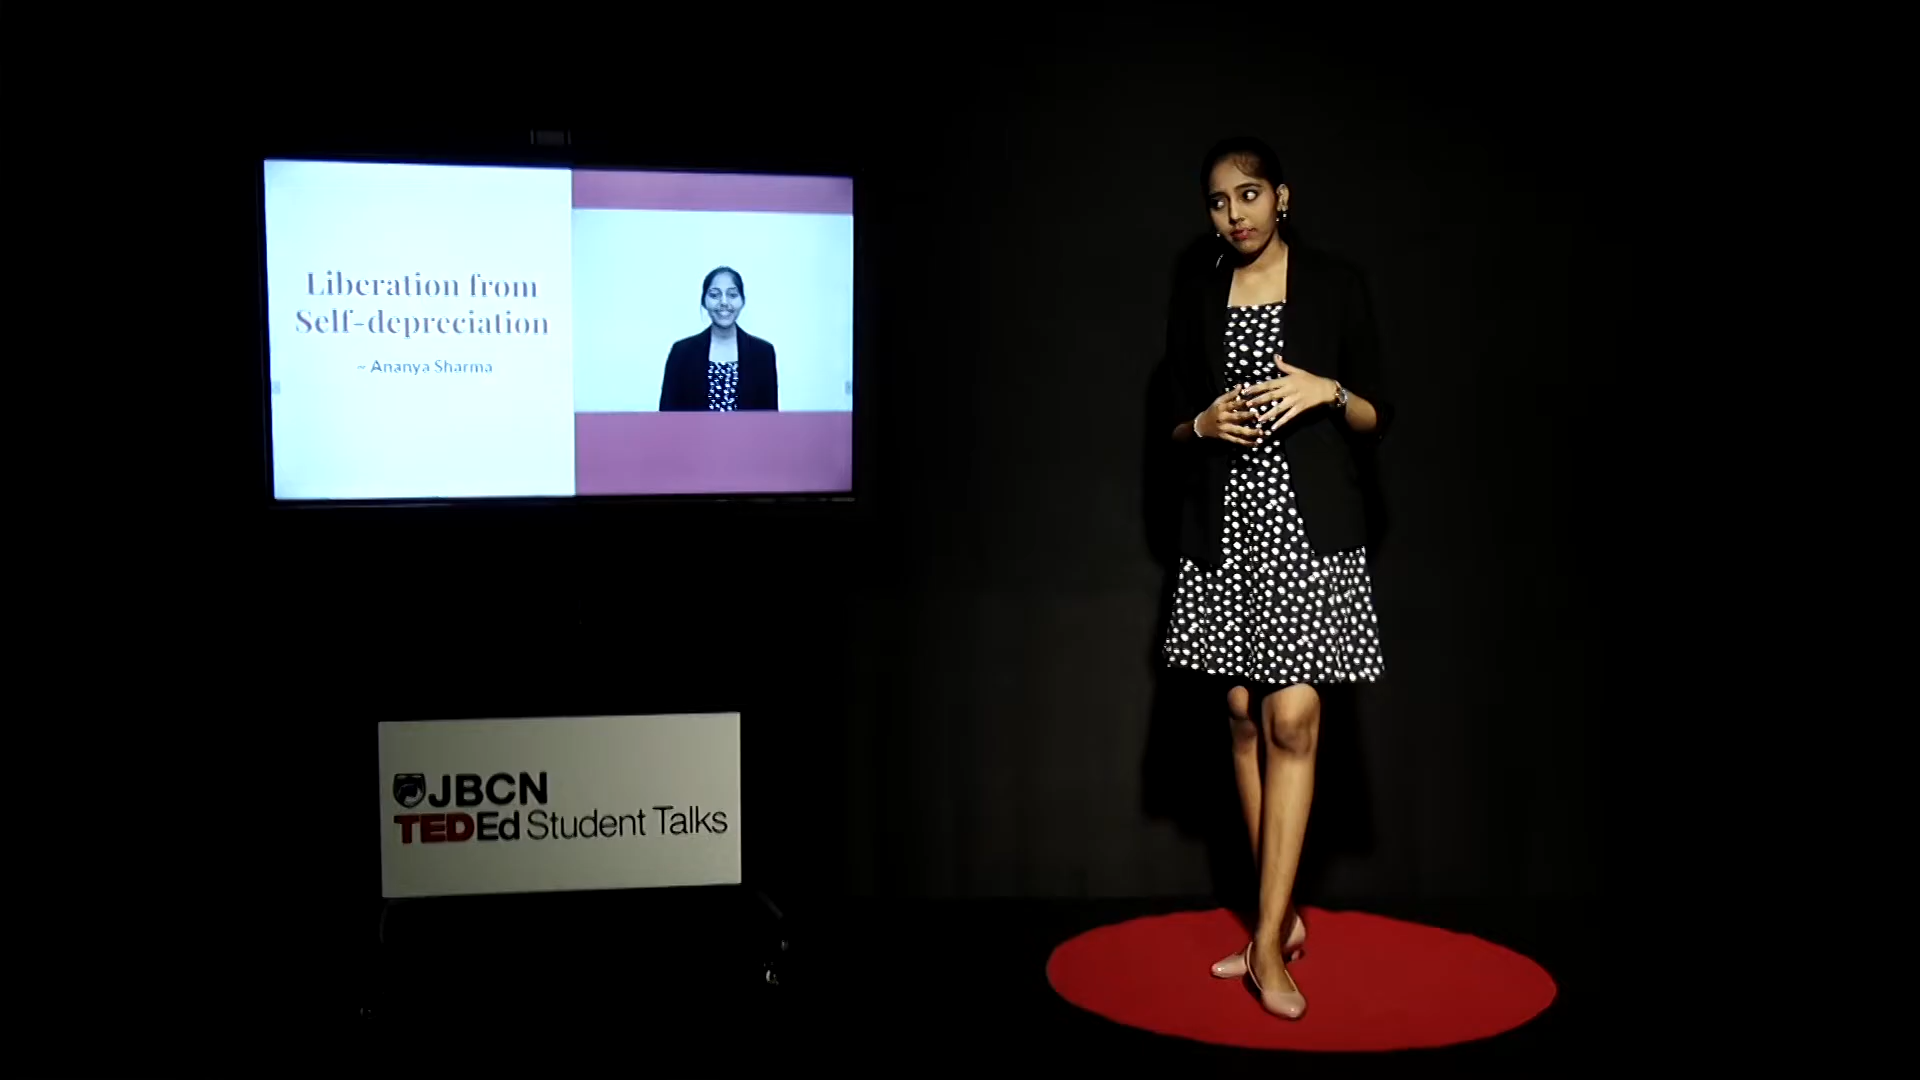 Liberation from
Self-depreciation
~ Ananya Sharma
JBCN
TEDEd Student Talks